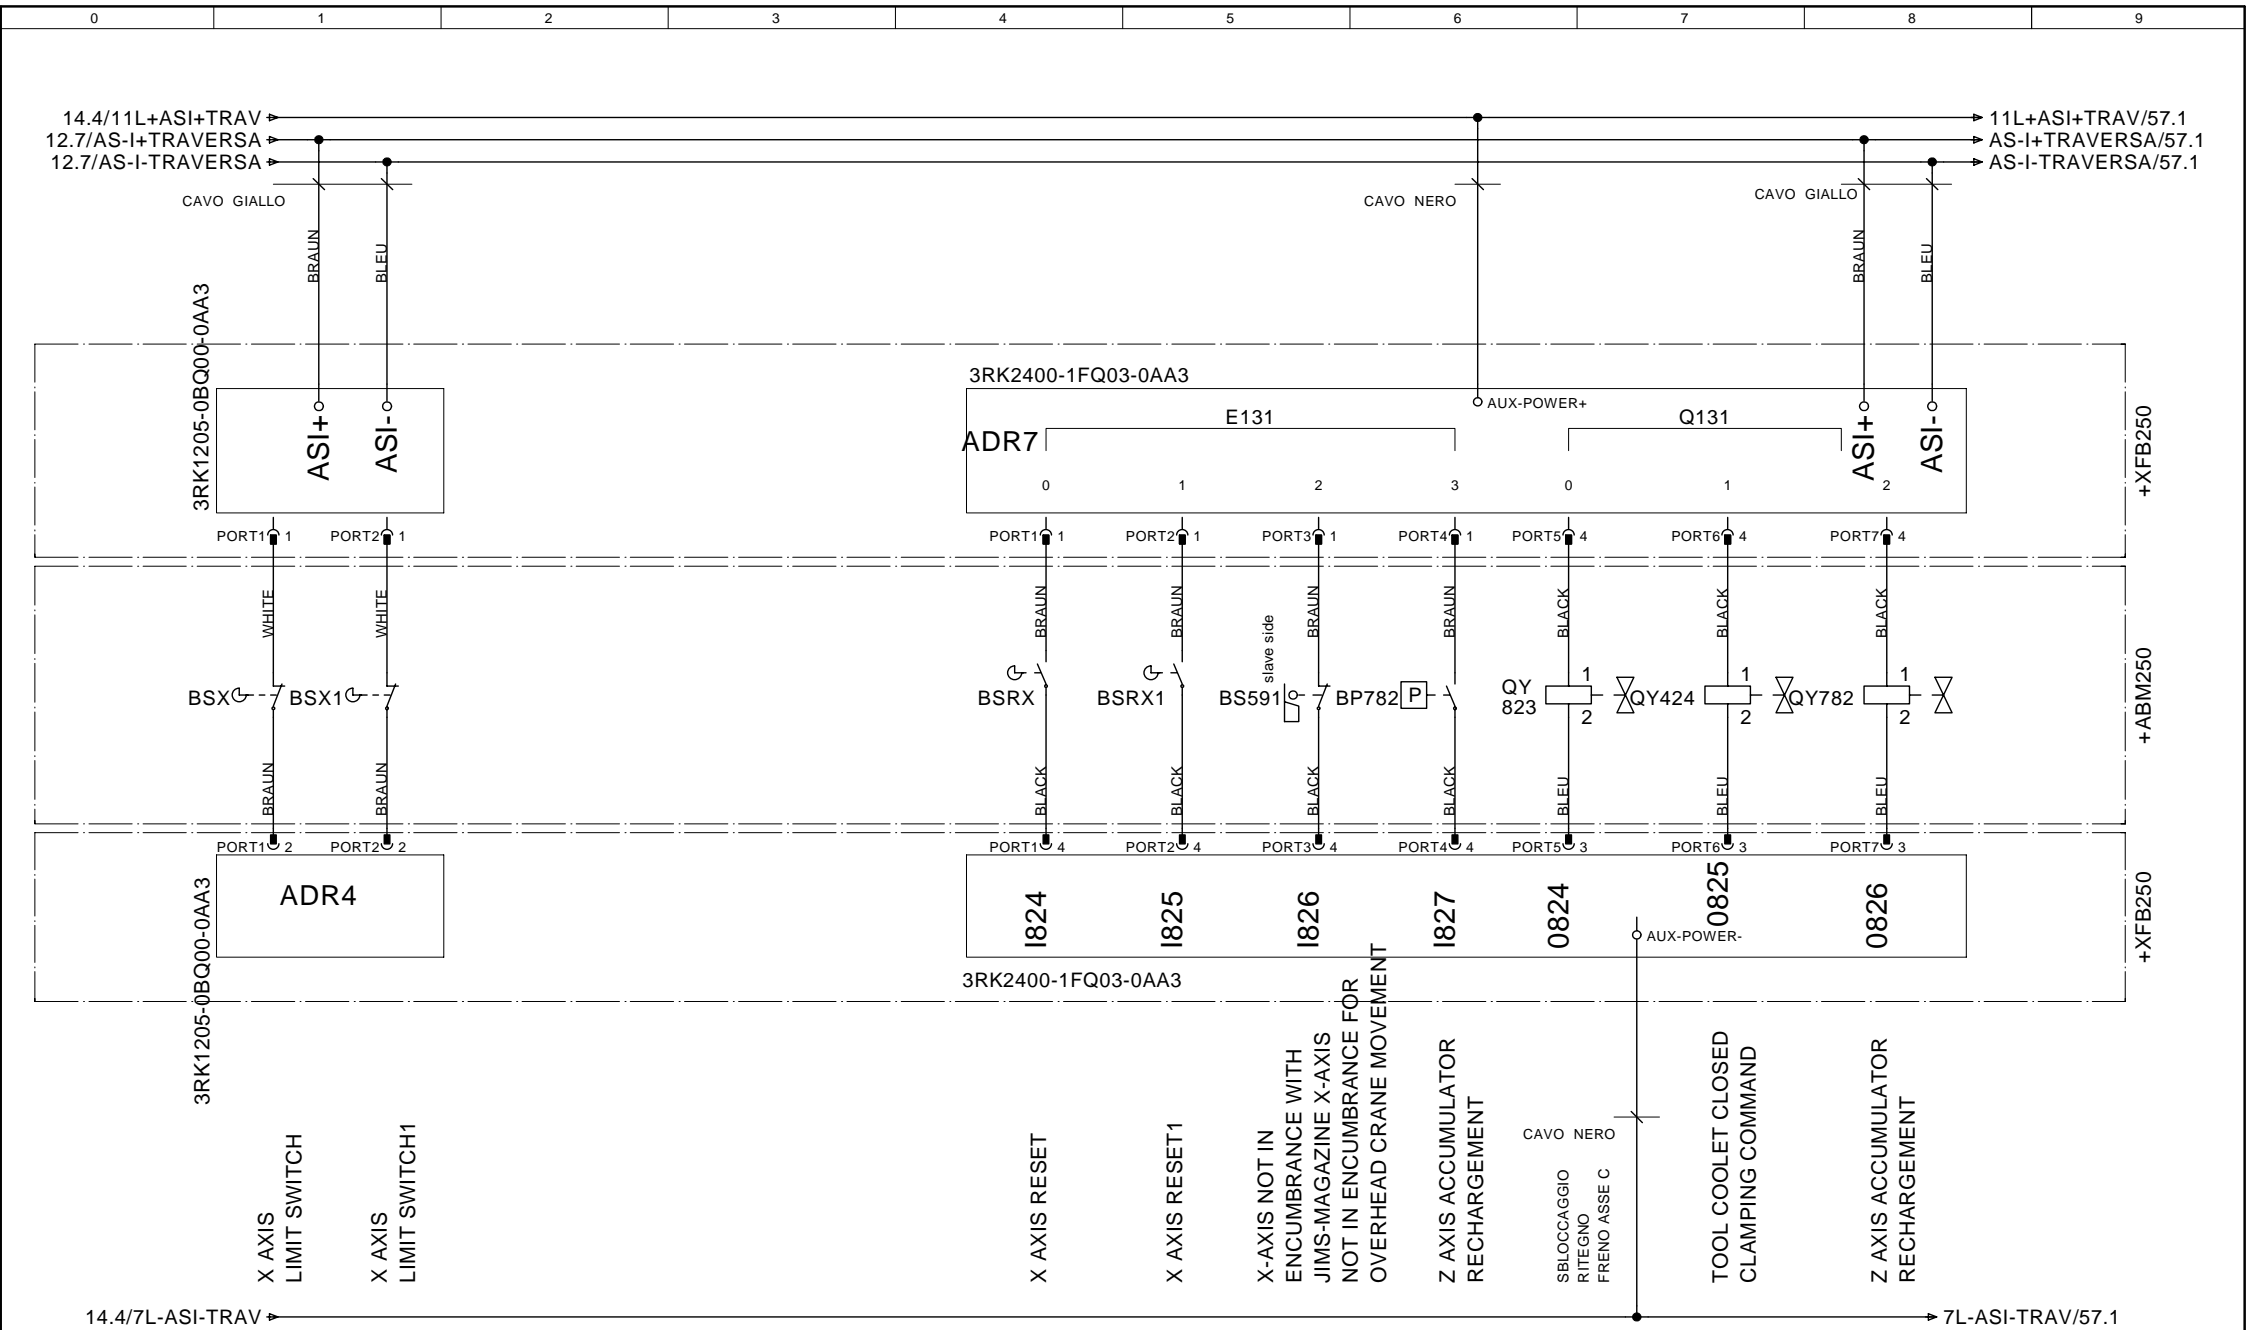 0 1 2 3 4 5 6 7 8 9
14.4/11L+ASI+TRAV
11L+ASI+TRAV/57.1
12.7/AS-I+TRAVERSA
AS-I+TRAVERSA/57.1
12.7/AS-I-TRAVERSA
AS-I-TRAVERSA/57.1
CAVO GIALLO
CAVO NERO
CAVO GIALLO
BRAUN
BLEU
BRAUN
BLEU
3RK1205-0BQ00-0AA3
ASI+
ASI-
3RK2400-1FQ03-0AA3
AUX-POWER+
E131
Q131
ADR7
ASI+
ASI-
0 1 2 3 0 1 2
+XFB250
PORT1 1
PORT2 1
PORT1 1
PORT2 1
PORT3 1
PORT4 1
PORT5 4
PORT6 4
PORT7 4
WHITE
WHITE
BRAUN
BRAUN
BRAUN
BRAUN
BLACK
BLACK
BLACK
slave side
BSX
BSX1
BSRX
BSRX1
BS591
BP782
P
QY
823
1
2
QY424
1
2
QY782
1
2
+ABM250
BRAUN
BRAUN
BLACK
BLACK
BLACK
BLACK
BLEU
BLEU
BLEU
PORT1 2
PORT2 2
PORT1 4
PORT2 4
PORT3 4
PORT4 4
PORT5 3
PORT6 3
PORT7 3
3RK1205-0BQ00-0AA3
ADR4
I824
I825
I826
I827
0824
0825
0826
AUX-POWER-
+XFB250
3RK2400-1FQ03-0AA3
X AXIS
LIMIT SWITCH
X AXIS
LIMIT SWITCH1
X AXIS RESET
X AXIS RESET1
X-AXIS NOT IN
ENCUMBRANCE WITH
JIMS-MAGAZINE X-AXIS
NOT IN ENCUMBRANCE FOR
OVERHEAD CRANE MOVEMENT
Z AXIS ACCUMULATOR
RECHARGEMENT
CAVO NERO
SBLOCCAGGIO
RITEGNO
FRENO ASSE C
TOOL COOLET CLOSED
CLAMPING COMMAND
Z AXIS ACCUMULATOR
RECHARGEMENT
14.4/7L-ASI-TRAV
7L-ASI-TRAV/57.1